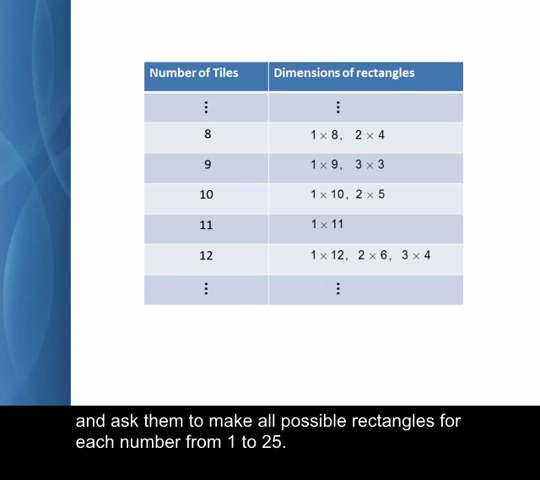 Number of Tiles Dimensions of rectangles
⋮ ⋮
8 1 × 8, 2 × 4
9 1 × 9, 3 × 3
10 1 × 10, 2 × 5
11 1 × 11
12 1 × 12, 2 × 6, 3 × 4
⋮ ⋮
and ask them to make all possible rectangles for
each number from 1 to 25.